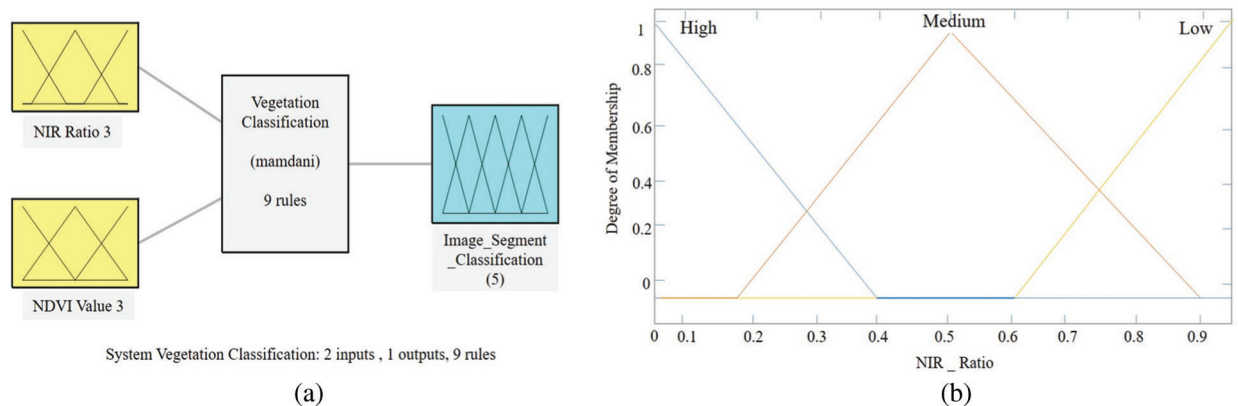 NIR Ratio 3
NDVI Value 3
Vegetation
Classification
(mamdani)
9 rules
Image_Segment
_Classification
(5)
System Vegetation Classification: 2 inputs , 1 outputs, 9 rules
(a)
High
Medium
Low
Degree of Membership
1
0.8
0.6
0.4
0.2
0
0 0.1 0.2 0.3 0.4 0.5 0.6 0.7 0.8 0.9
NIR _ Ratio
(b)